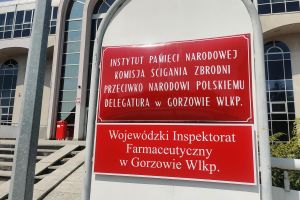 INSTYTUT PAMIĘCI NARODOWEJ
KOMISJA ŚCIGANIA ZBRODNI
PRZECIWKO NARODOWI POLSKIEMU
DELEGATURA w GORZOWIE WLKP.
Wojewódzki Inspektorat
Farmaceutyczny
w Gorzowie Wlkp.